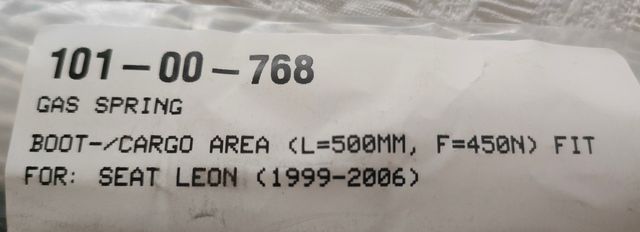 101-00-768
GAS SPRING
BOOT-/CARGO AREA (L=500MM, F=450N) FIT
FOR: SEAT LEON (1999-2006)